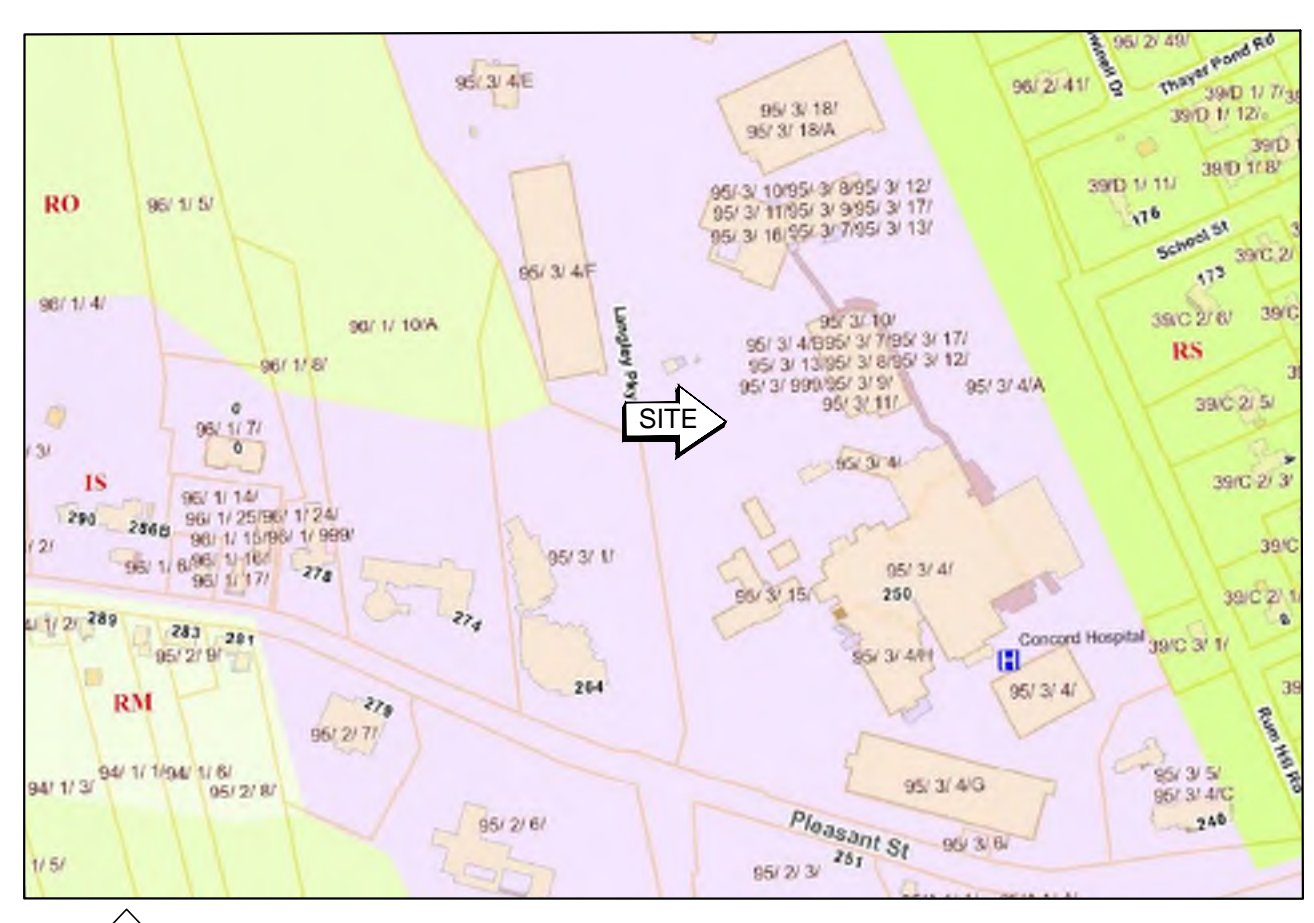 96/ 2/ 49/
Thayer Pond Rd
95/ 3/ 4/E
96/ 2/ 41/
39/D 1/ 7/
95/ 3/ 18/
39/D 1/ 12/
95/ 3/ 18/A
39/D 1/ 8/
39/D 1/ 11/
95/ 3/ 10/95/ 3/ 8/95/ 3/ 12/
RO
96/ 1/ 5/
95/ 3/ 11/95/ 3/ 9/95/ 3/ 17/
176
95/ 3/ 16/95/ 3/ 7/95/ 3/ 13/
School St
39/C 2/
95/ 3/ 4/F
173
96/ 1/ 4/
95/ 3/ 10/
39/C 2/ 6/
96/ 1/ 10/A
Langley Pky
95/ 3/ 4/B95/ 3/ 7/95/ 3/ 17/
RS
96/ 1/ 8/
95/ 3/ 13/95/ 3/ 8/95/ 3/ 12/
95/ 3/ 999/95/ 3/ 9/
95/ 3/ 4/A
95/ 3/ 11/
39/C 2/ 5/
0
SITE
96/ 1/ 7/
0
95/ 3/ 4/
IS
39/C 2/ 3/
96/ 1/ 14/
290
286B
96/ 1/ 25/96/ 1/ 24/
96/ 1/ 15/96/ 1/ 999/
95/ 3/ 1/
96/ 1/ 6/96/ 1/ 16/
278
96/ 1/ 17/
95/ 3/ 4/
250
95/ 3/ 15/
39/C 2/ 1/
289
283
281
274
Concord Hospital
H
39/C 3/ 1/
95/ 2/ 9/
95/ 3/ 4/H
264
95/ 3/ 4/
RM
279
95/ 2/ 7/
Rum Hill Rd
94/ 1/ 3/
94/ 1/ 1/94/ 1/ 6/
95/ 2/ 8/
95/ 3/ 4/G
95/ 3/ 5/
95/ 3/ 4/C
246
95/ 2/ 6/
Pleasant St
251
95/ 3/ 6/
1/ 5/
95/ 2/ 3/